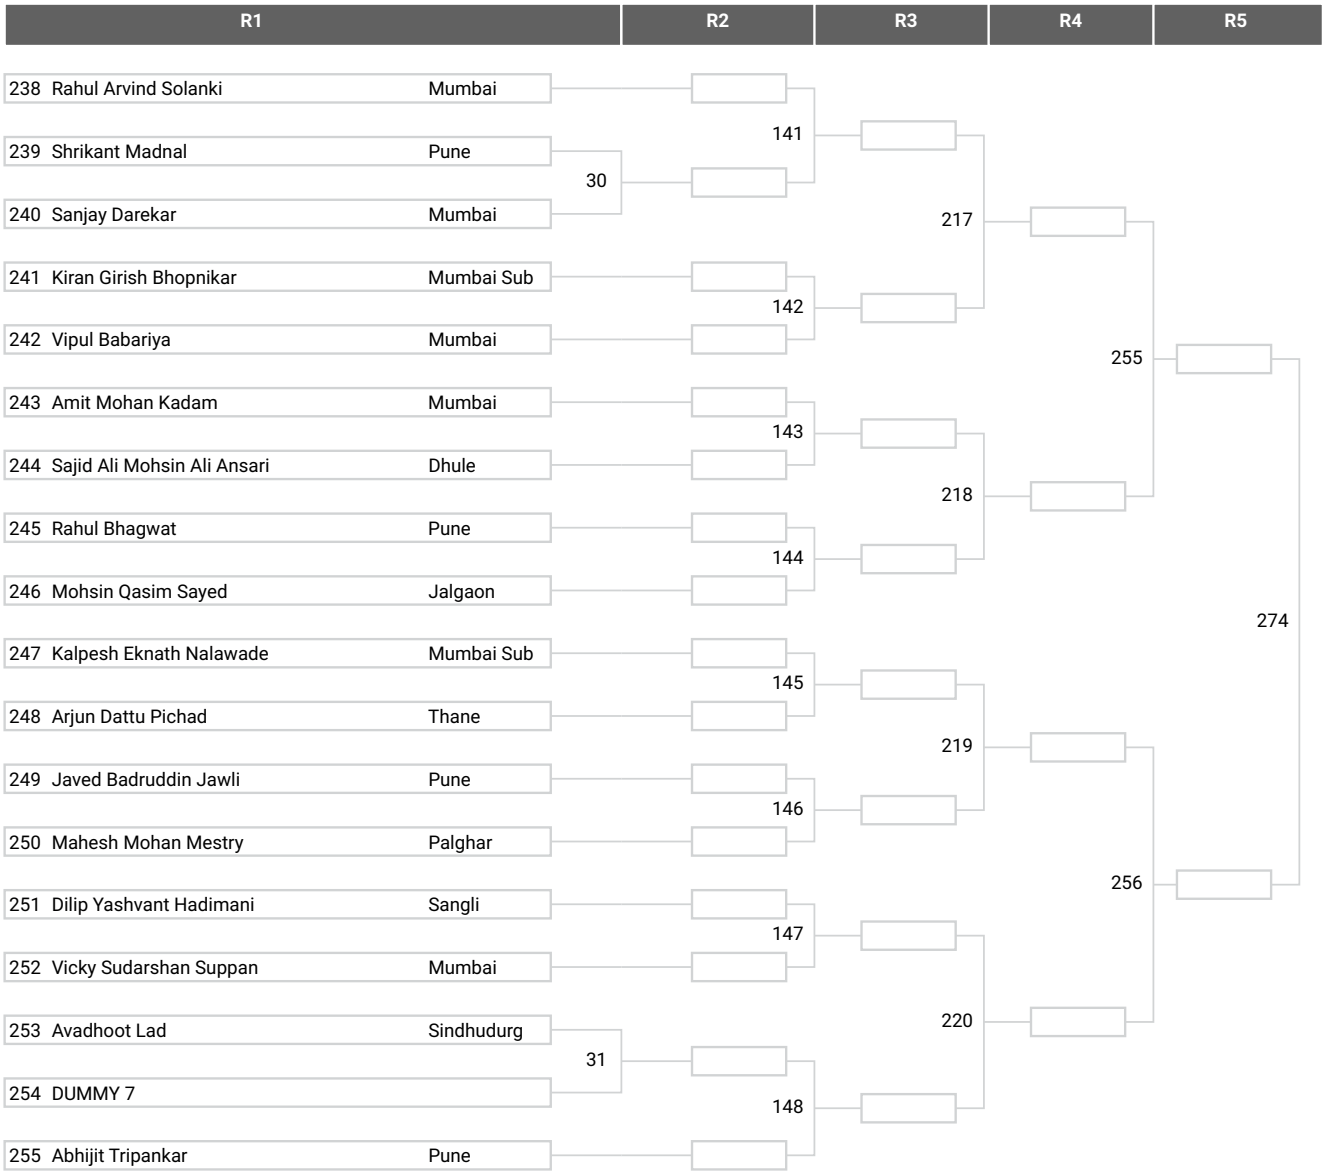 R1 R2 R3 R4 R5
238 Rahul Arvind Solanki Mumbai
141
239 Shrikant Madnal Pune
30
240 Sanjay Darekar Mumbai
217
241 Kiran Girish Bhopnikar Mumbai Sub
142
242 Vipul Babariya Mumbai
255
243 Amit Mohan Kadam Mumbai
143
244 Sajid Ali Mohsin Ali Ansari Dhule
218
245 Rahul Bhagwat Pune
144
246 Mohsin Qasim Sayed Jalgaon
274
247 Kalpesh Eknath Nalawade Mumbai Sub
145
248 Arjun Dattu Pichad Thane
219
249 Javed Badruddin Jawli Pune
146
250 Mahesh Mohan Mestry Palghar
256
251 Dilip Yashvant Hadimani Sangli
147
252 Vicky Sudarshan Suppan Mumbai
220
253 Avadhoot Lad Sindhudurg
31
254 DUMMY 7
148
255 Abhijit Tripankar Pune